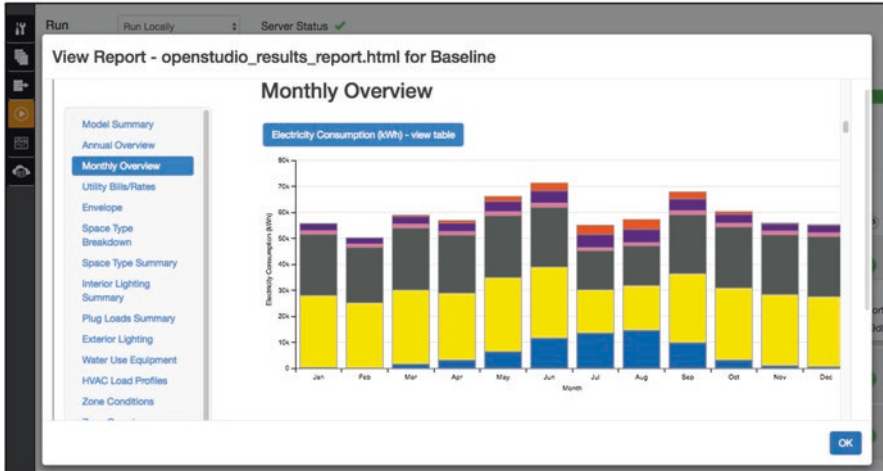 Run
Run Locally
Server Status
View Report - openstudio_results_report.html for Baseline
Model Summary
Annual Overview
Monthly Overview
Utility Bills/Rates
Envelope
Space Type
Breakdown
Space Type Summary
Interior Lighting
Summary
Plug Loads Summary
Exterior Lighting
Water Use Equipment
HVAC Load Profiles
Zone Conditions
Monthly Overview
Electricity Consumption (kWh) - view table
Electricity Consumption (kWh)
80k
70k
60k
50k
40k
30k
20k
10k
0
Jan Feb Mar Apr May Jun Jul Aug Sep Oct Nov Dec
Month
OK